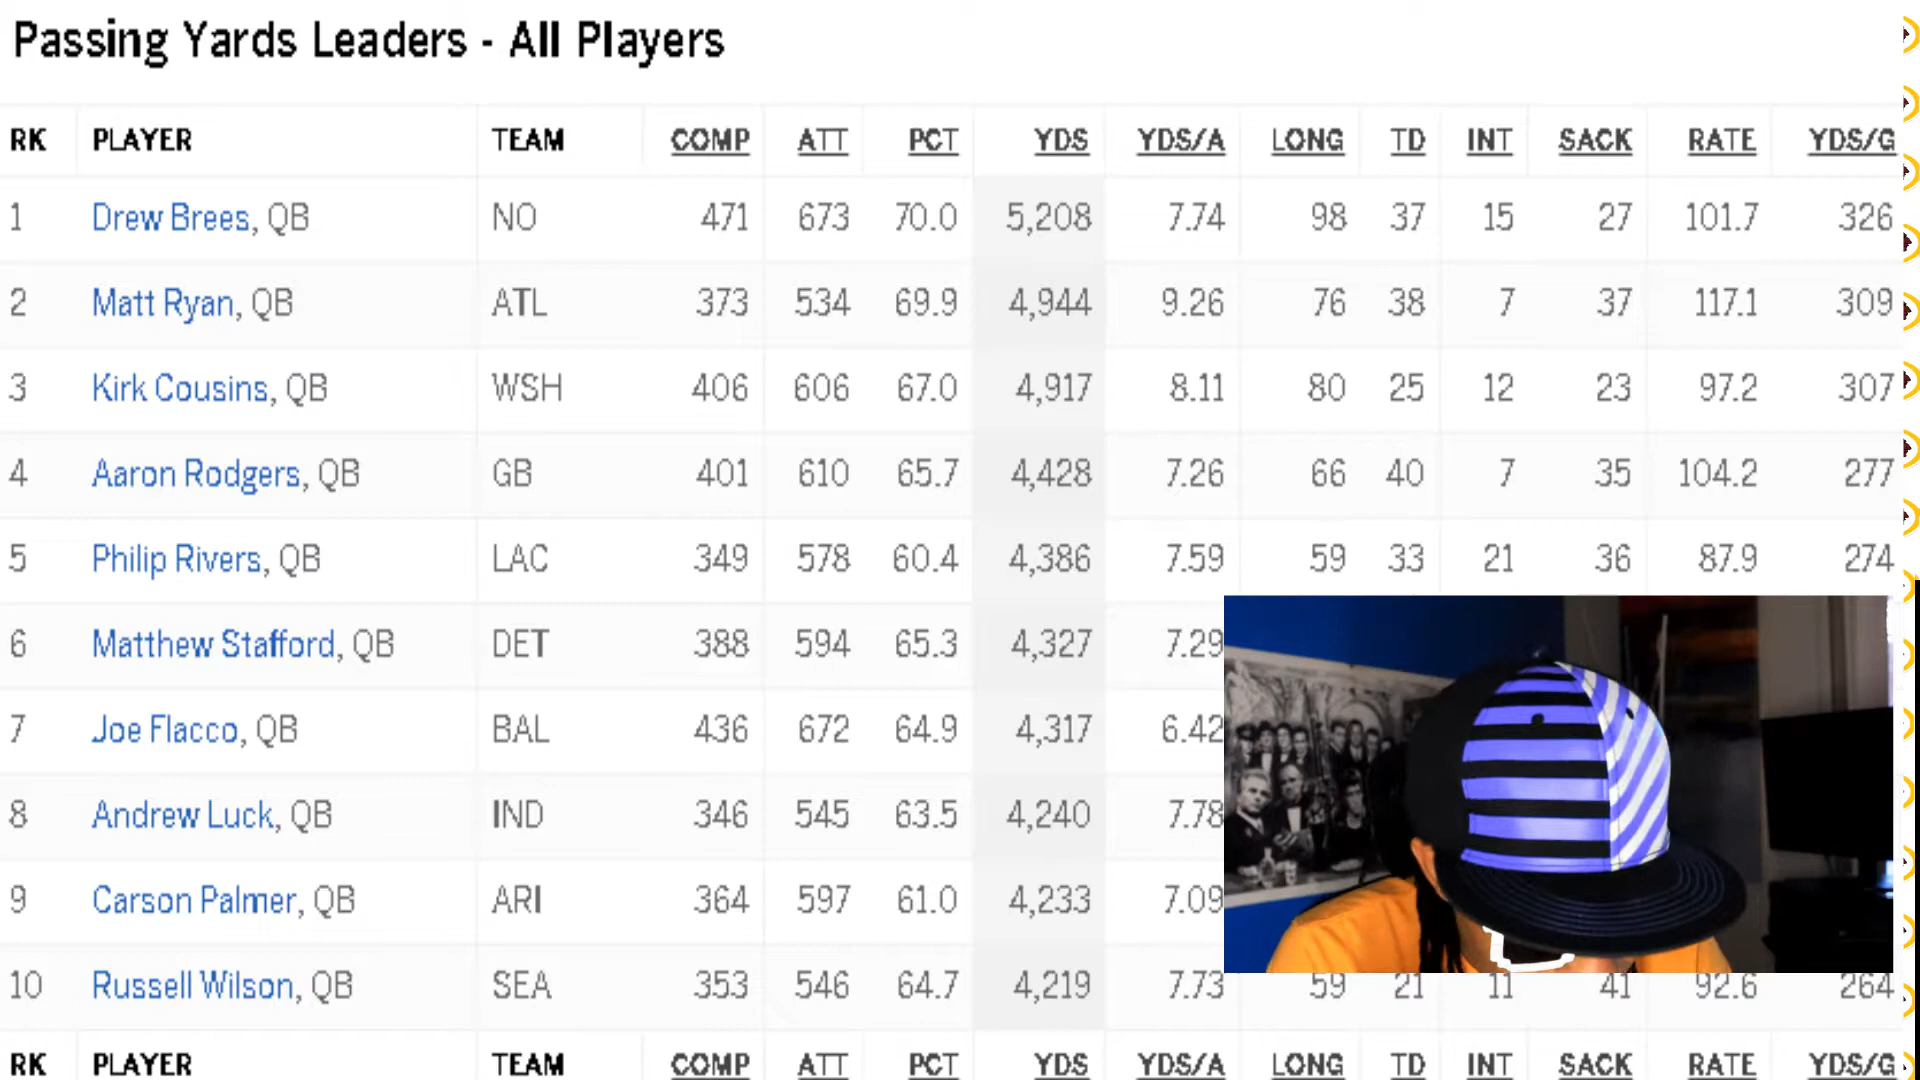 Passing Yards Leaders - All Players
RK PLAYER TEAM COMP ATT PCT YDS YDS/A LONG TD INT SACK RATE YDS/G
1 Drew Brees, QB NO 471 673 70.0 5,208 7.74 98 37 15 27 101.7 326
2 Matt Ryan, QB ATL 373 534 69.9 4,944 9.26 76 38 7 37 117.1 309
3 Kirk Cousins, QB WSH 406 606 67.0 4,917 8.11 80 25 12 23 97.2 307
4 Aaron Rodgers, QB GB 401 610 65.7 4,428 7.26 66 40 7 35 104.2 277
5 Philip Rivers, QB LAC 349 578 60.4 4,386 7.59 59 33 21 36 87.9 274
6 Matthew Stafford, QB DET 388 594 65.3 4,327 7.29
7 Joe Flacco, QB BAL 436 672 64.9 4,317 6.42
8 Andrew Luck, QB IND 346 545 63.5 4,240 7.78
9 Carson Palmer, QB ARI 364 597 61.0 4,233 7.09
10 Russell Wilson, QB SEA 353 546 64.7 4,219 7.73 59 21 11 41 92.6 264
RK PLAYER TEAM COMP ATT PCT YDS YDS/A LONG TD INT SACK RATE YDS/G